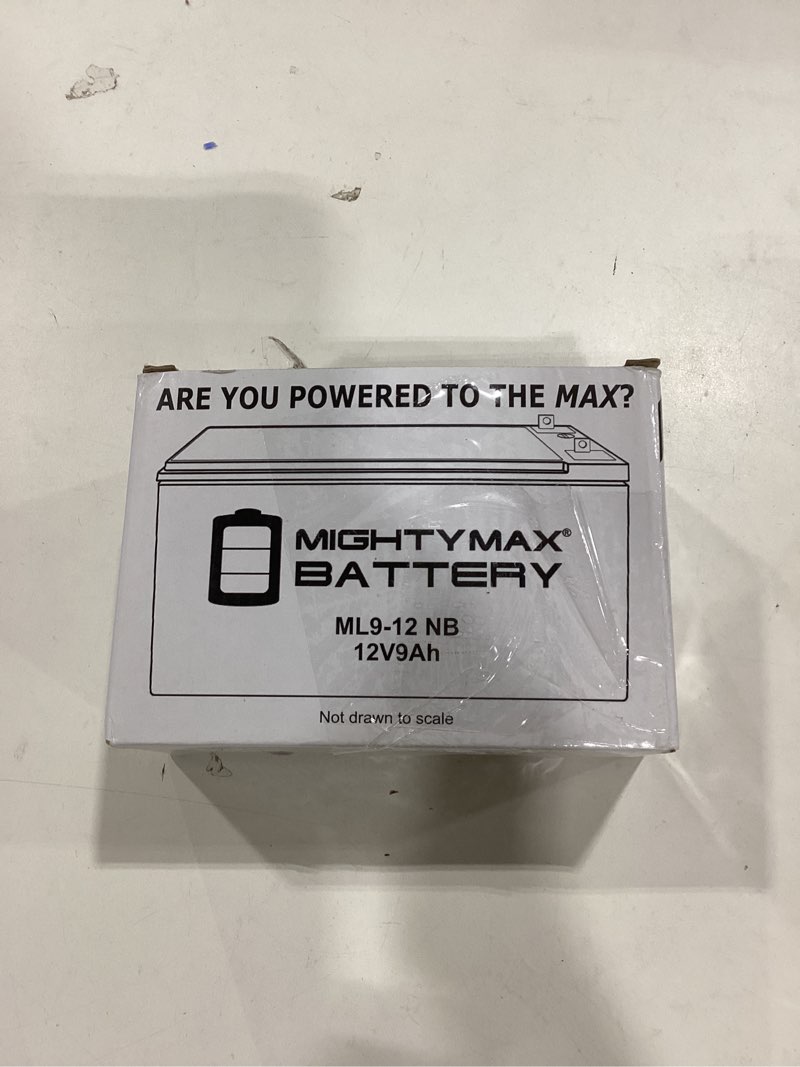 ARE YOU POWERED TO THE MAX?
MIGHTYMAX®
BATTERY
ML9-12 NB
12V9Ah
Not drawn to scale